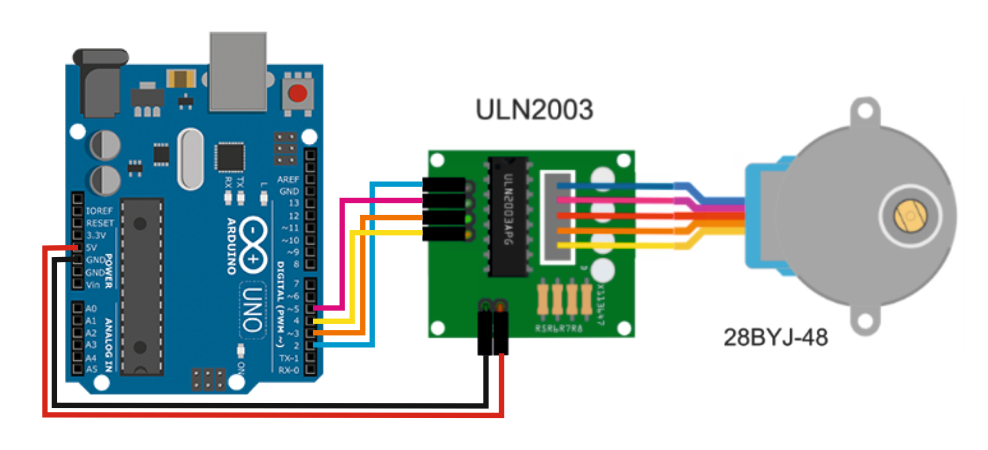 ULN2003
28BYJ-48
IOREF
RESET
3.3V
5V
GND
GND
Vin
POWER
A0
A1
A2
A3
A4
A5
ANALOG IN
AREF
GND
13
12
~11
~10
~9
8
7
~6
~5
4
~3
2
TX-1
RX-0
DIGITAL (PWM ~)
RX
TX
L
ARDUINO
UNO
ON
ULN2003APG
R5R6R7R8